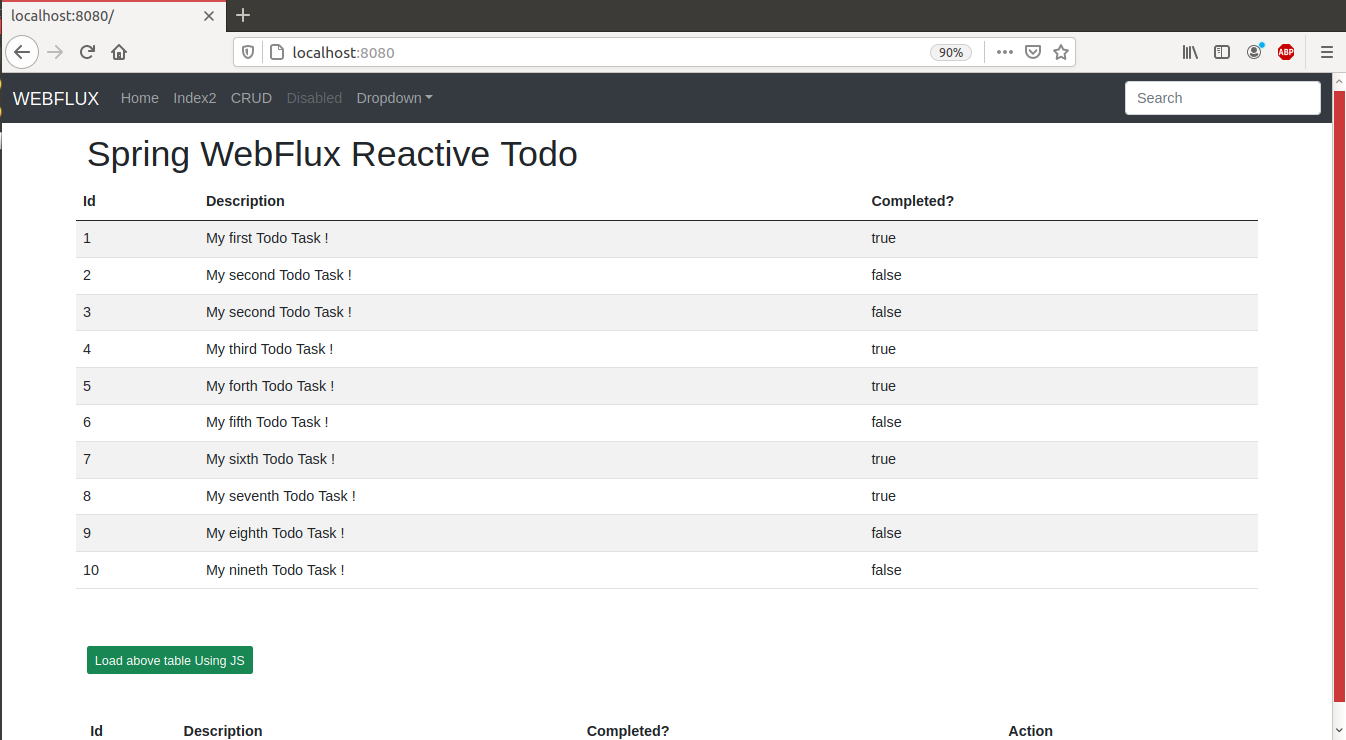 localhost:8080/
localhost:8080 90% ABP
WEBFLUX Home Index2 CRUD Disabled Dropdown Search
Spring WebFlux Reactive Todo
Id Description Completed?
1 My first Todo Task ! true
2 My second Todo Task ! false
3 My second Todo Task ! false
4 My third Todo Task ! true
5 My forth Todo Task ! true
6 My fifth Todo Task ! false
7 My sixth Todo Task ! true
8 My seventh Todo Task ! true
9 My eighth Todo Task ! false
10 My nineth Todo Task ! false
Load above table Using JS
Id Description Completed? Action